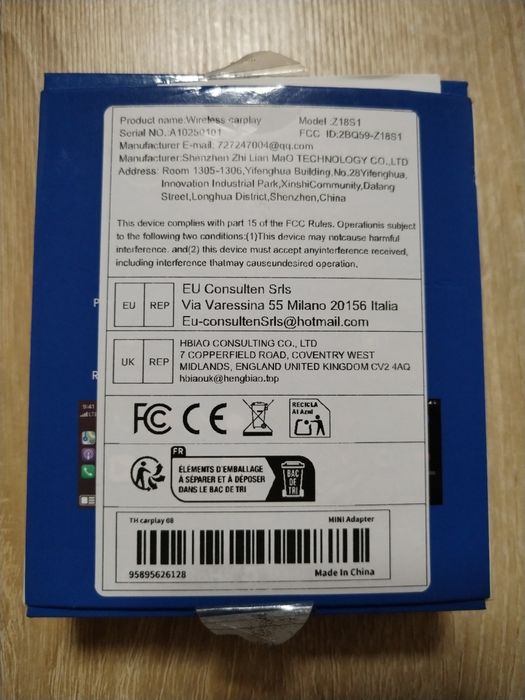 Product name:Wireless carplay Model :Z18S1
Serial NO.:A10250101 FCC ID:2BQ59-Z18S1
Manufacturer E-mail: 727247004@qq.com
Manufacturer:Shenzhen Zhi Lian MaO TECHNOLOGY CO.,LTD
Address: Room 1305-1306,Yifenghua Building,No.28Yifenghua,
Innovation Industrial Park,XinshiCommunity,Dalang
Street,Longhua District,Shenzhen,China
This device complies with part 15 of the FCC Rules. Operationis subject
to the following two conditions:(1)This device may notcause harmful
interference, and(2) this device must accept anyinterference received,
including interference thatmay causeundesired operation.
EU REP
EU Consulten Srls
Via Varessina 55 Milano 20156 Italia
Eu-consultenSrls@hotmail.com
UK REP
HBIAO CONSULTING CO., LTD
7 COPPERFIELD ROAD, COVENTRY WEST
MIDLANDS, ENGLAND UNITED KINGDOM CV2 4AQ
hbiaouk@hengbiao.top
FC CE
RECICLA
Al Azul
FR
ÉLÉMENTS D'EMBALLAGE
À SÉPARER ET À DÉPOSER
DANS LE BAC DE TRI
BAC
DE
TRI
TH carplay 08 MINI Adapter
95895626128 Made In China
P
R
9:41